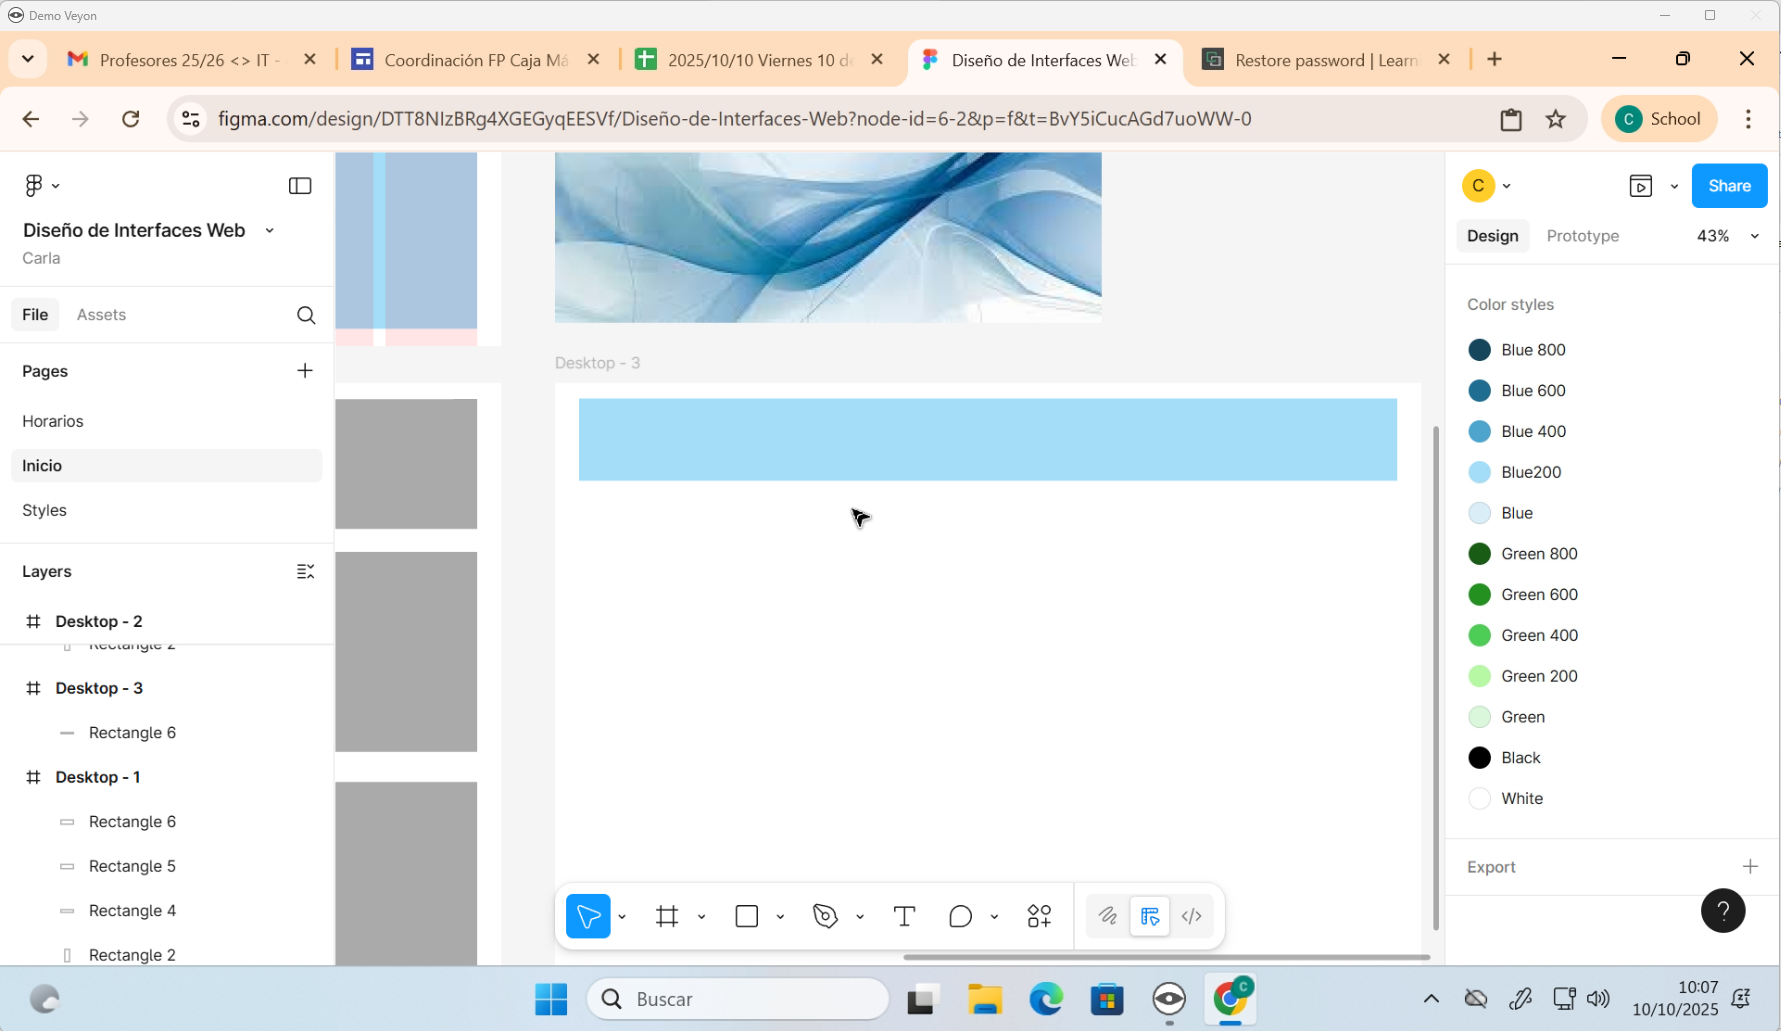 Demo Veyon
Profesores 25/26 <> IT -
Coordinación FP Caja Má
2025/10/10 Viernes 10 d
Diseño de Interfaces Web
Restore password | Learn
figma.com/design/DTT8NIzBRg4XGEGyqEESVf/Diseño-de-Interfaces-Web?node-id=6-2&p=f&t=BvY5iCucAGd7uoWW-0
C School
Diseño de Interfaces Web
Carla
File Assets
Pages
Horarios
Inicio
Styles
Layers
Desktop - 2
Rectangle 2
Desktop - 3
Rectangle 6
Desktop - 1
Rectangle 6
Rectangle 5
Rectangle 4
Rectangle 2
Desktop - 3
C
Share
Design Prototype 43%
Color styles
Blue 800
Blue 600
Blue 400
Blue200
Blue
Green 800
Green 600
Green 400
Green 200
Green
Black
White
Export
?
Buscar
C
10:07
10/10/2025